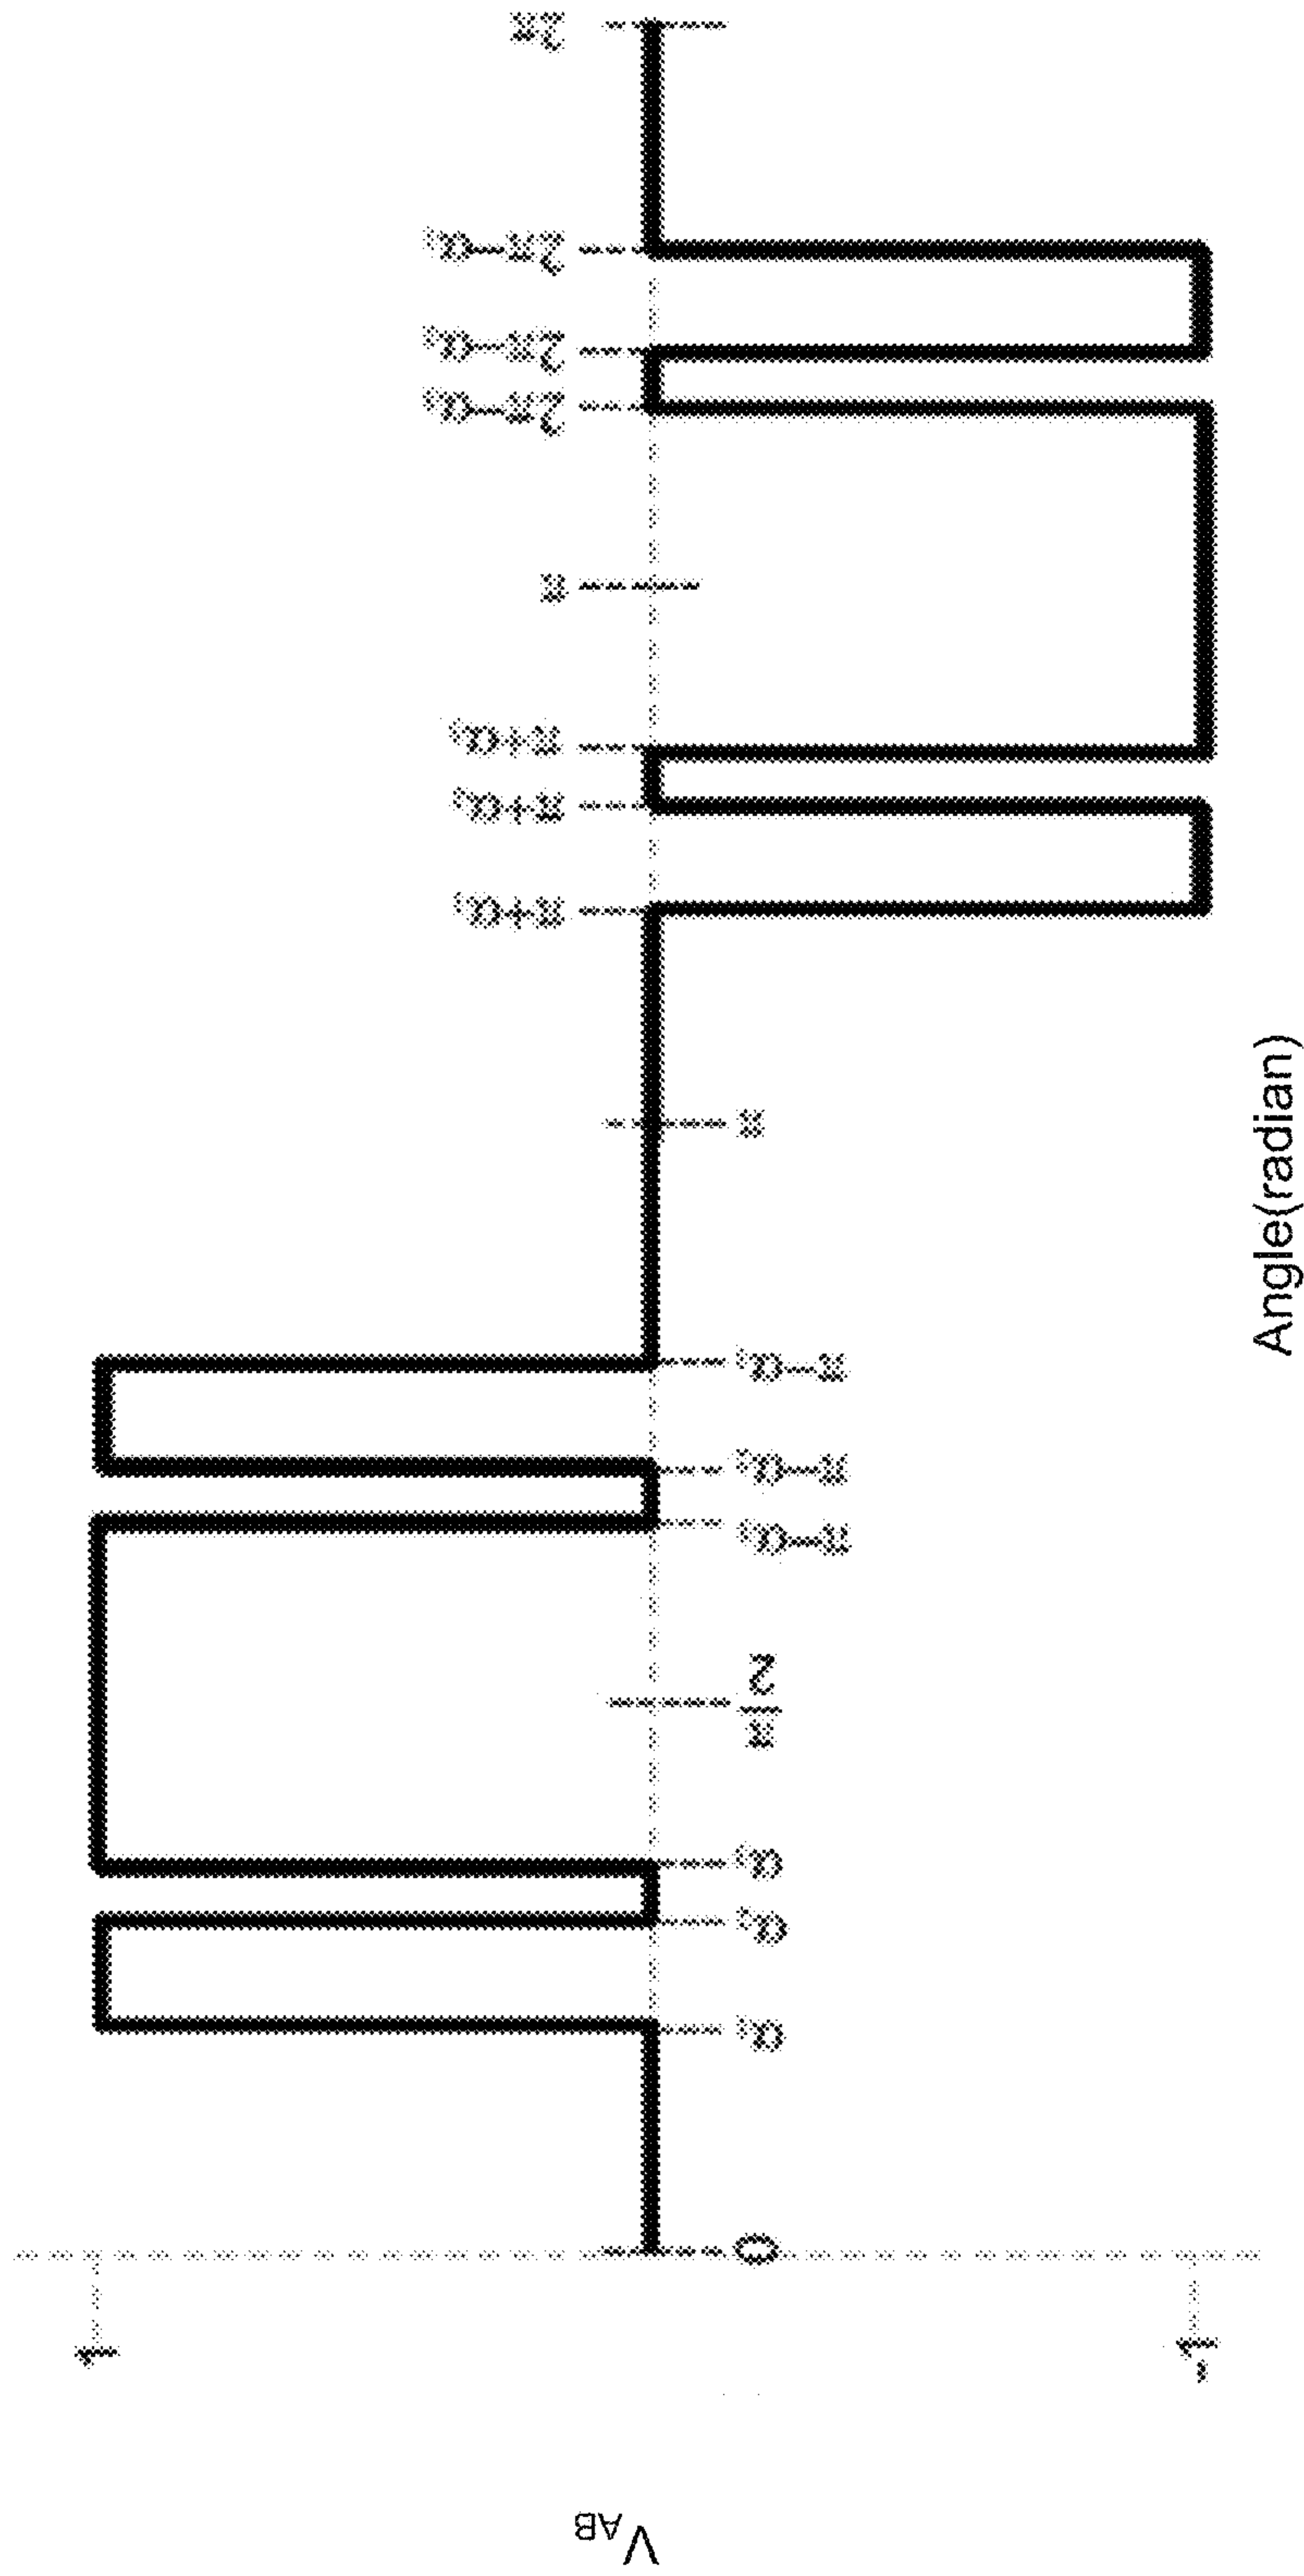 V_AB
1
-1
0
α₁
α₂
α₃
π
2
π−α₃
π−α₂
π−α₁
π
π+α₁
π+α₂
π+α₃
π
2π−α₃
2π−α₂
2π−α₁
2π
Angle(radian)